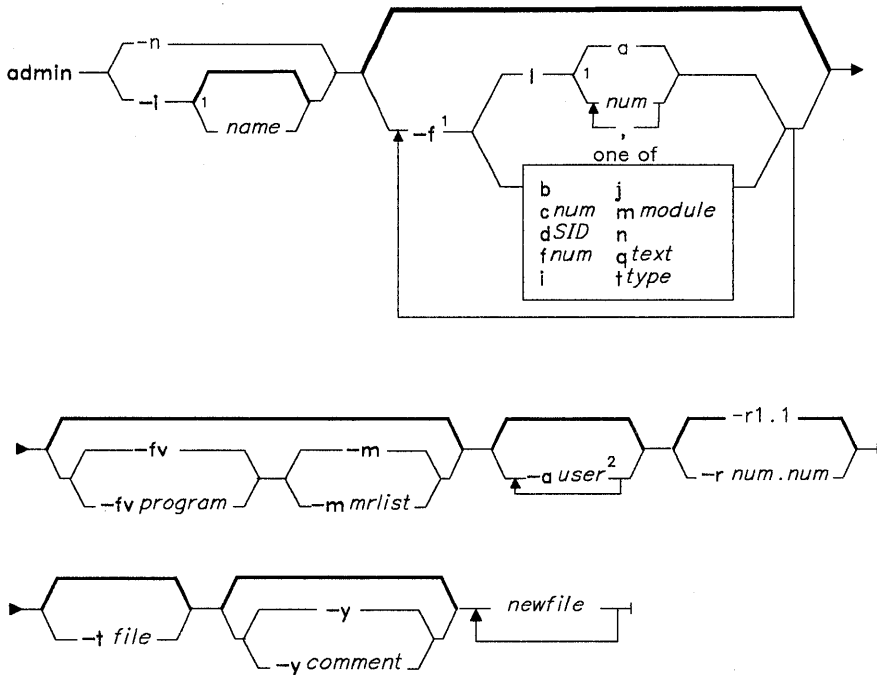 -n
a
admin
l
1
-i
1
num
name
-f 1
,
one of
b j
c num m module
d SID n
f num q text
i t type
-r1.1
-fv
-m
-a user 2
-fv program
-m mrlist
-r num.num
-y
newfile
-t file
-y comment